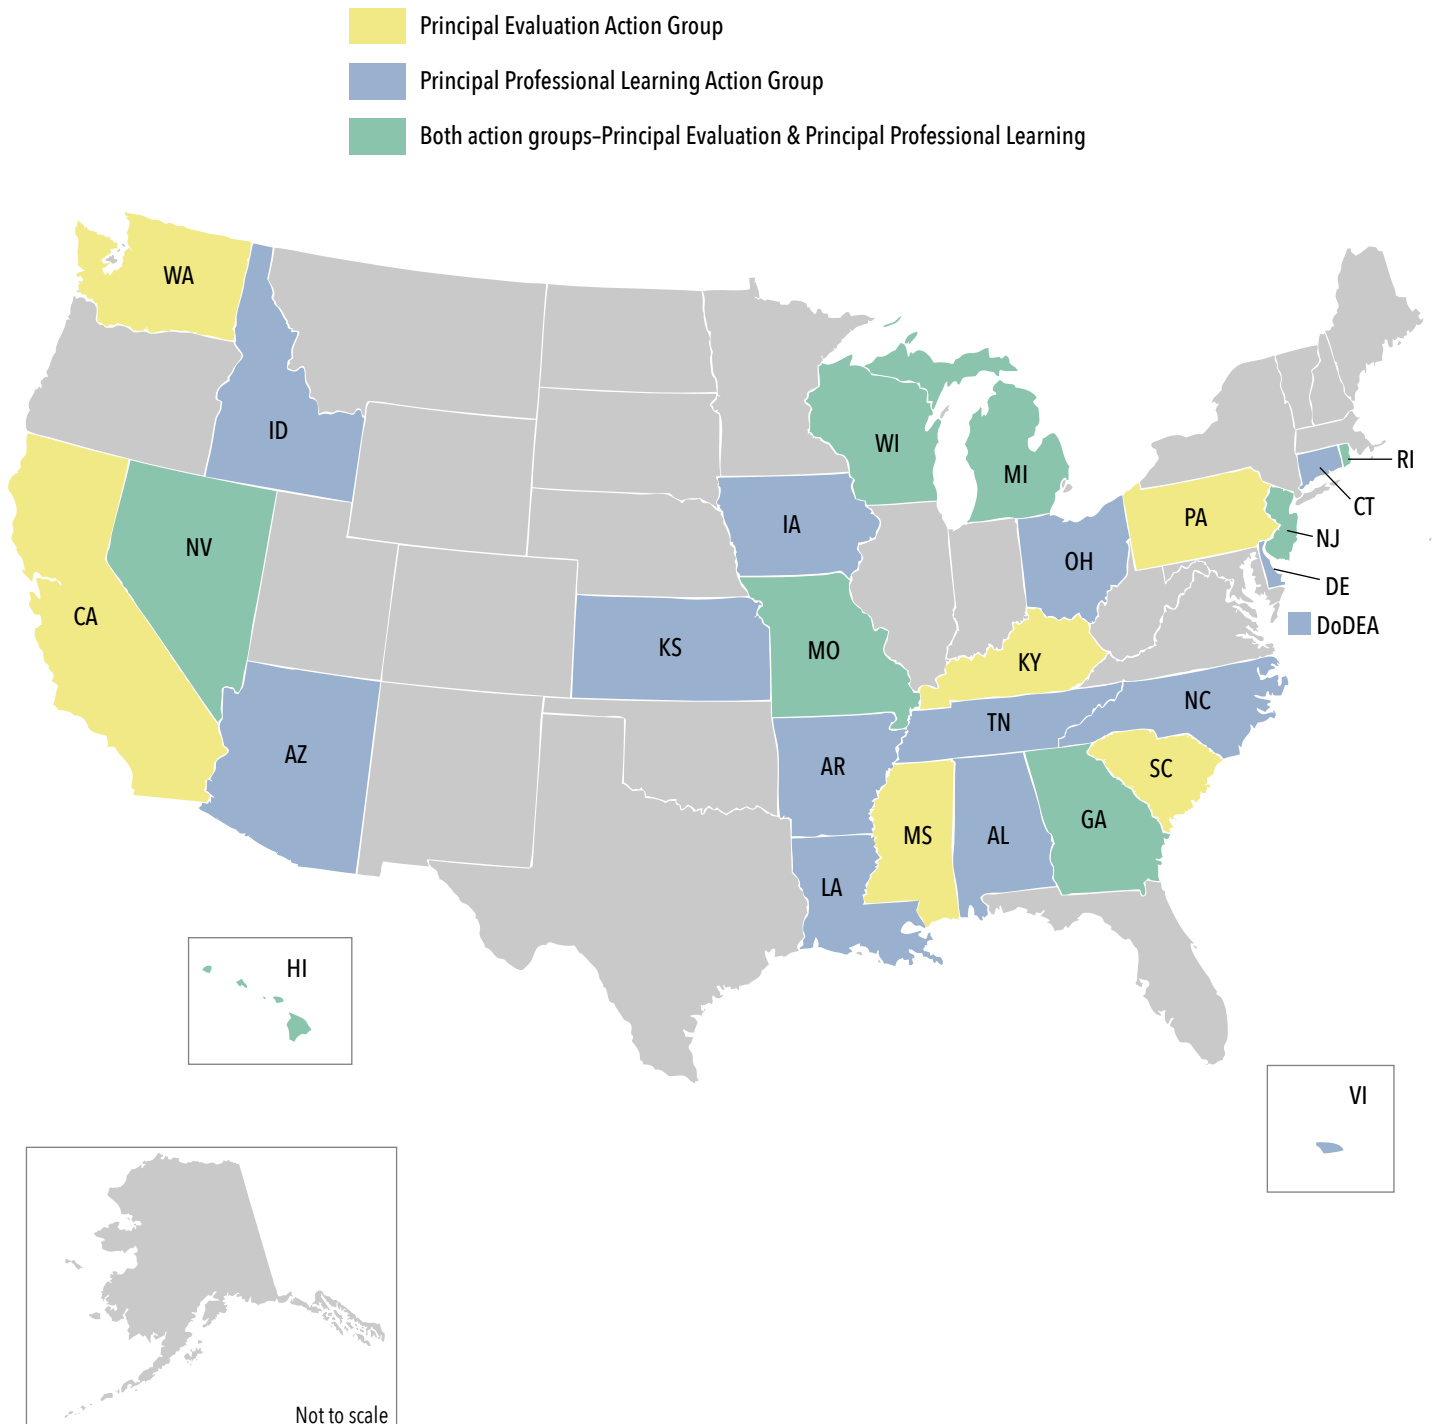 Principal Evaluation Action Group
Principal Professional Learning Action Group
Both action groups–Principal Evaluation & Principal Professional Learning
WA
ID
WI
MI
RI
CT
PA
IA
NV
NJ
OH
DE
CA
DoDEA
KS
MO
KY
NC
TN
AZ
AR
SC
GA
MS
AL
LA
HI
VI
Not to scale